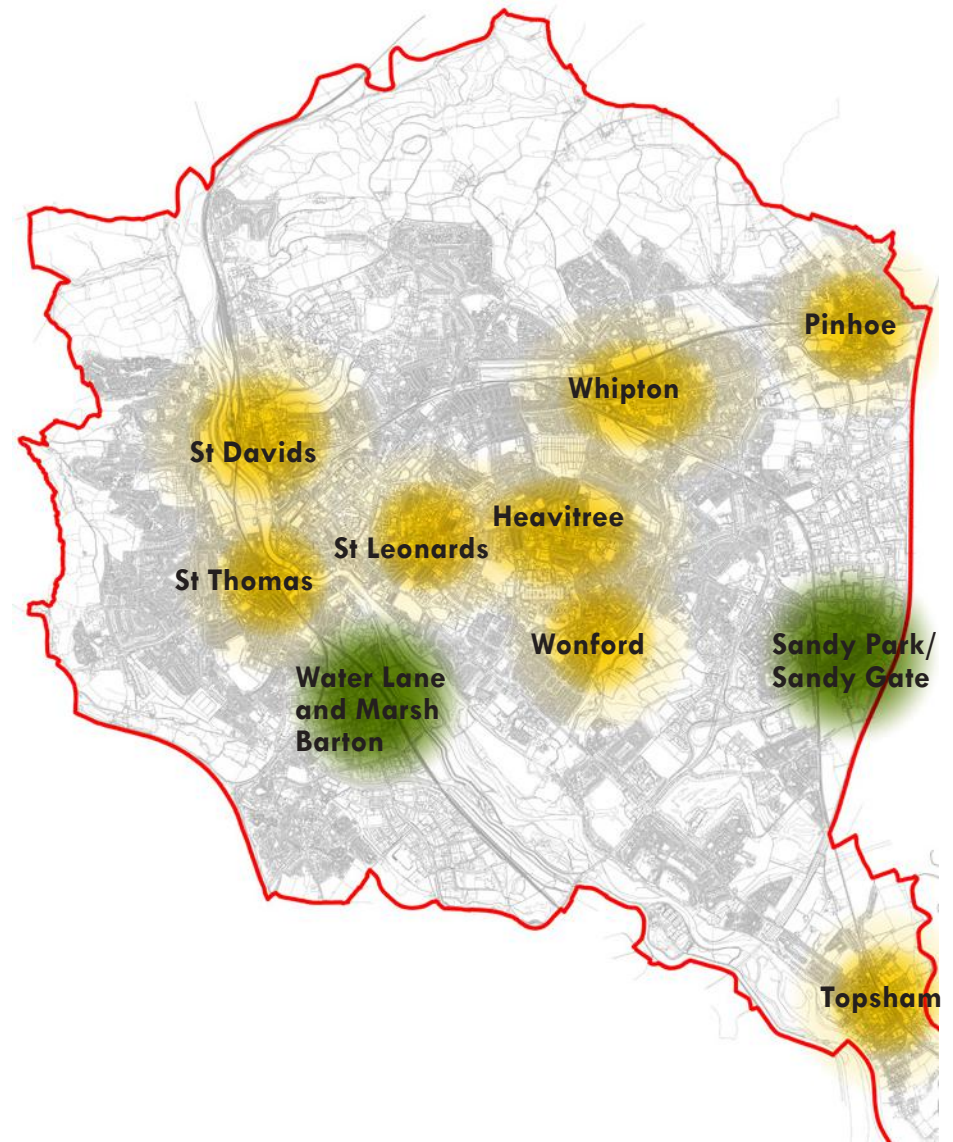 Pinhoe
Whipton
St Davids
Heavitree
St Leonards
St Thomas
Wonford
Sandy Park/
Sandy Gate
Water Lane
and Marsh
Barton
Topsham